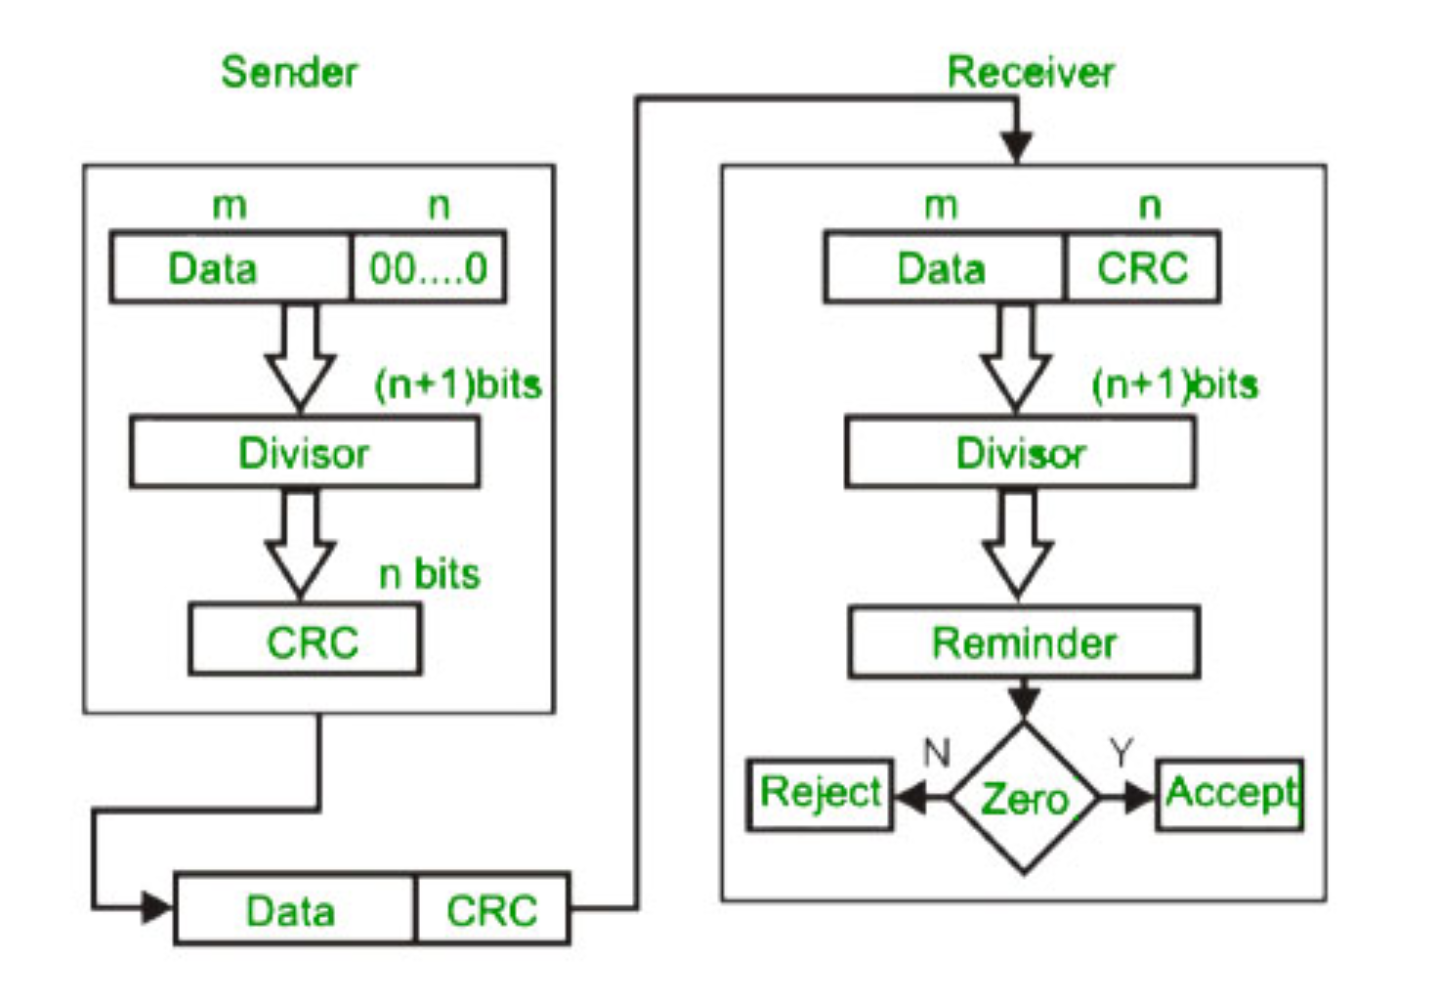 Sender
m n
Data 00....0
(n+1)bits
Divisor
n bits
CRC
Data CRC
Receiver
m n
Data CRC
(n+1)bits
Divisor
Reminder
N Y
Reject Zero Accept